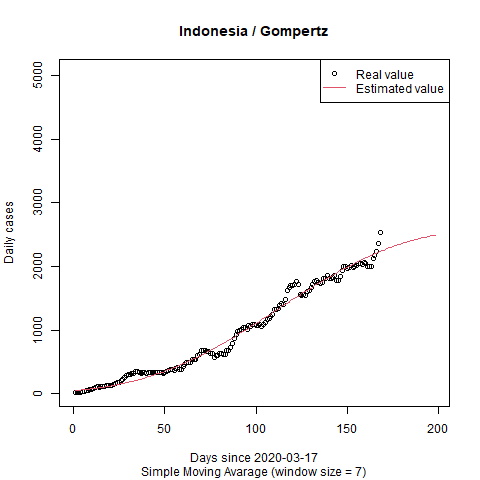 Indonesia / Gompertz
Real value
Estimated value
Daily cases
5000
4000
3000
2000
1000
0
0 50 100 150 200
Days since 2020-03-17
Simple Moving Avarage (window size = 7)